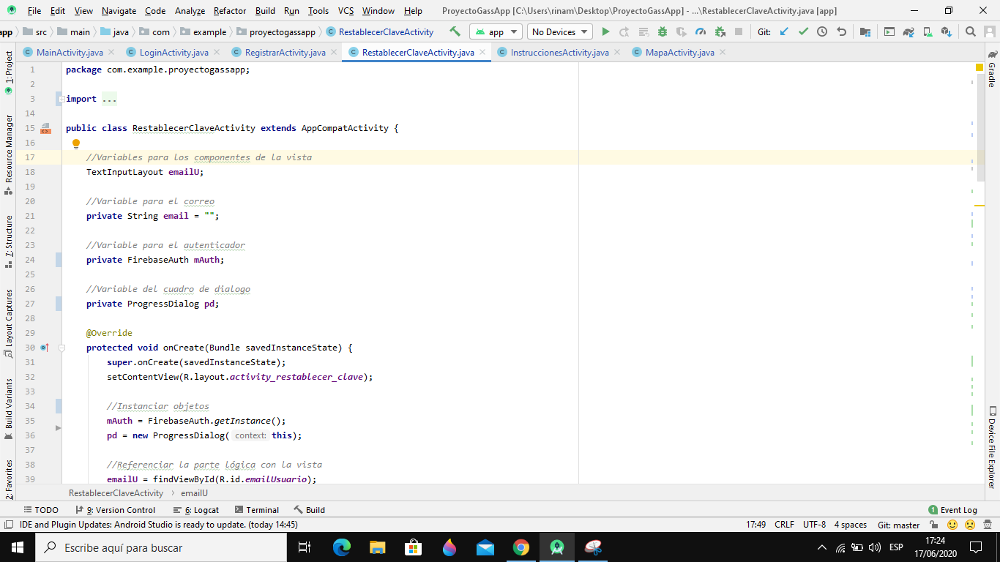 File Edit View Navigate Code Analyze Refactor Build Run Tools VCS Window Help ProyectoGassApp [C:\Users\rinam\Desktop\ProyectoGassApp] - ...\RestablecerClaveActivity.java [app]
app src main java com example proyectogassapp RestablecerClaveActivity app No Devices Git:
MainActivity.java LoginActivity.java RegistrarActivity.java RestablecerClaveActivity.java InstruccionesActivity.java MapaActivity.java
1: Project
Resource Manager
7: Structure
Layout Captures
Build Variants
2: Favorites
1 package com.example.proyectogassapp;
2
3 import ...
14
15 public class RestablecerClaveActivity extends AppCompatActivity {
16
17 //Variables para los componentes de la vista
18 TextInputLayout emailU;
19
20 //Variable para el correo
21 private String email = "";
22
23 //Variable para el autenticador
24 private FirebaseAuth mAuth;
25
26 //Variable del cuadro de dialogo
27 private ProgressDialog pd;
28
29 @Override
30 protected void onCreate(Bundle savedInstanceState) {
31 super.onCreate(savedInstanceState);
32 setContentView(R.layout.activity_restablecer_clave);
33
34 //Instanciar objetos
35 mAuth = FirebaseAuth.getInstance();
36 pd = new ProgressDialog( context: this);
37
38 //Referenciar la parte lógica con la vista
39 emailU = findViewById(R.id.emailUsuario);
Gradle
Device File Explorer
RestablecerClaveActivity emailU
TODO 9: Version Control 6: Logcat Terminal Build 1 Event Log
IDE and Plugin Updates: Android Studio is ready to update. (today 14:45) 17:49 CRLF UTF-8 4 spaces Git: master
Escribe aquí para buscar ESP 17:24
17/06/2020